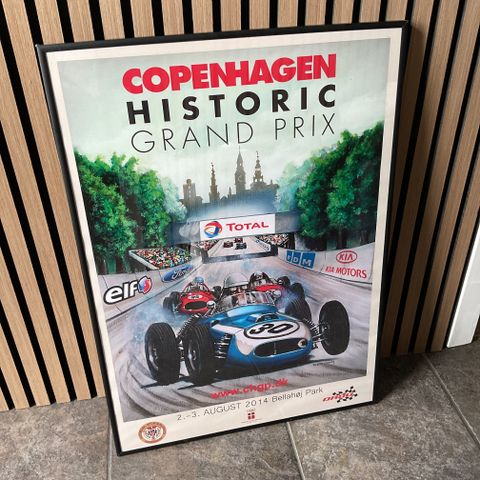 COPENHAGEN
HISTORIC
GRAND PRIX
TOTAL
elf
Ford
KIA
KIA MOTORS
30
www.chgp.dk
2.-3. AUGUST 2014 Bellahøj Park